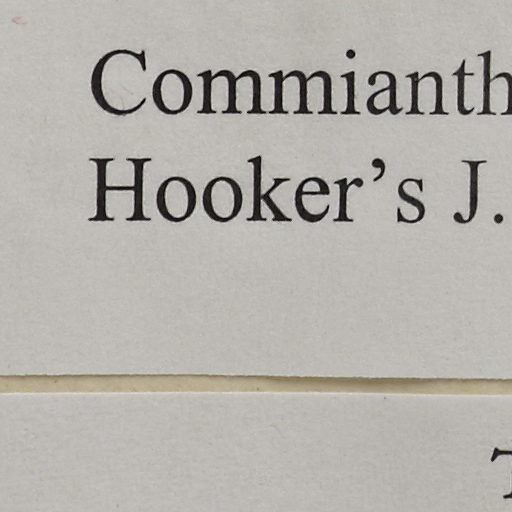 Commianth
Hooker’s J.
T